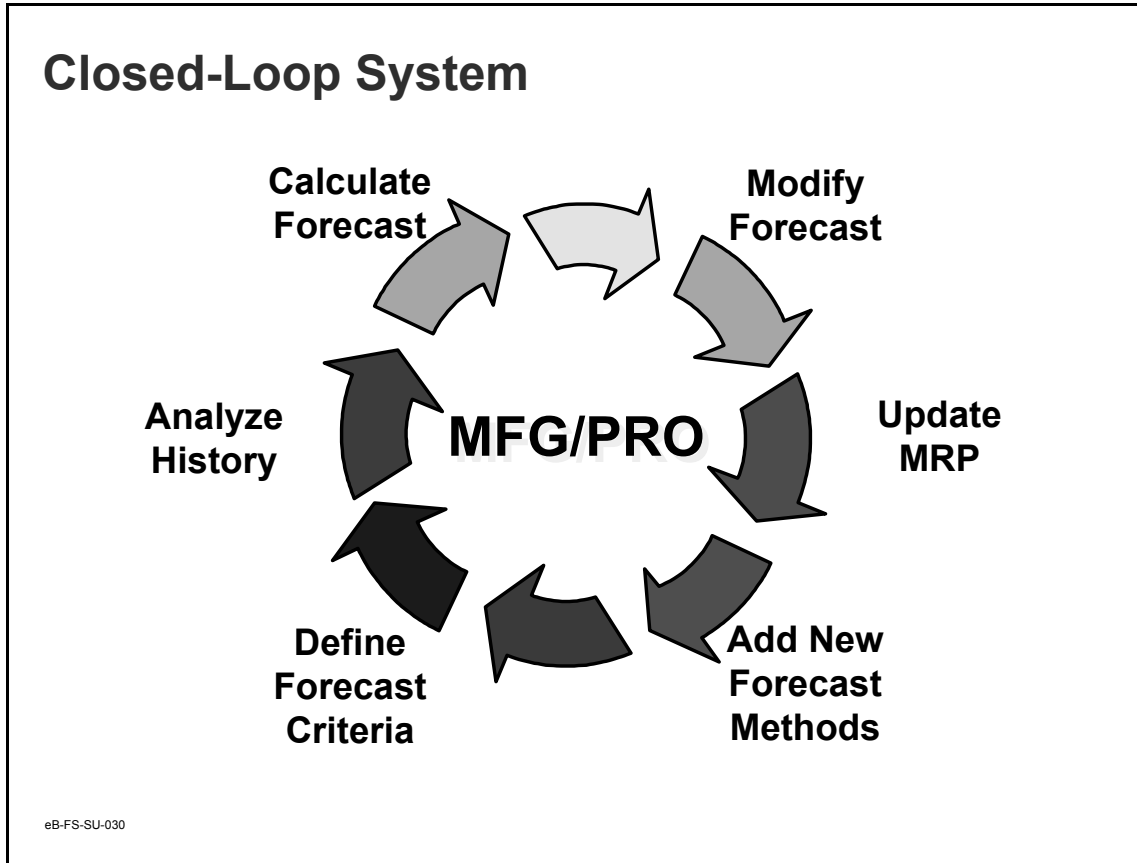 Closed-Loop System
Calculate
Forecast
Modify
Forecast
Analyze
History
MFG/PRO
Update
MRP
Define
Forecast
Criteria
Add New
Forecast
Methods
eB-FS-SU-030